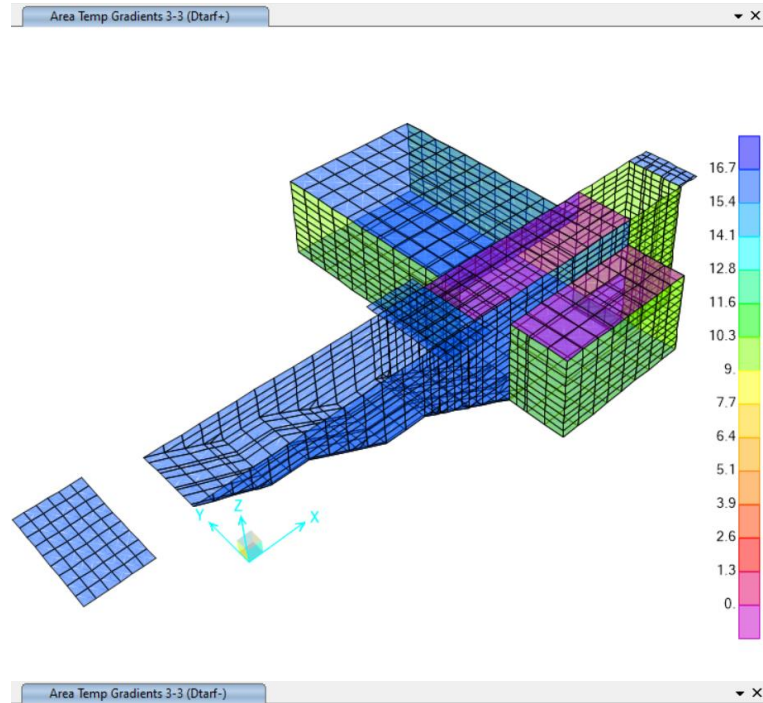 Area Temp Gradients 3-3 (Dtarf+)
16.7
15.4
14.1
12.8
11.6
10.3
9.
7.7
6.4
5.1
3.9
2.6
1.3
0.
Y
Z
X
Area Temp Gradients 3-3 (Dtarf-)